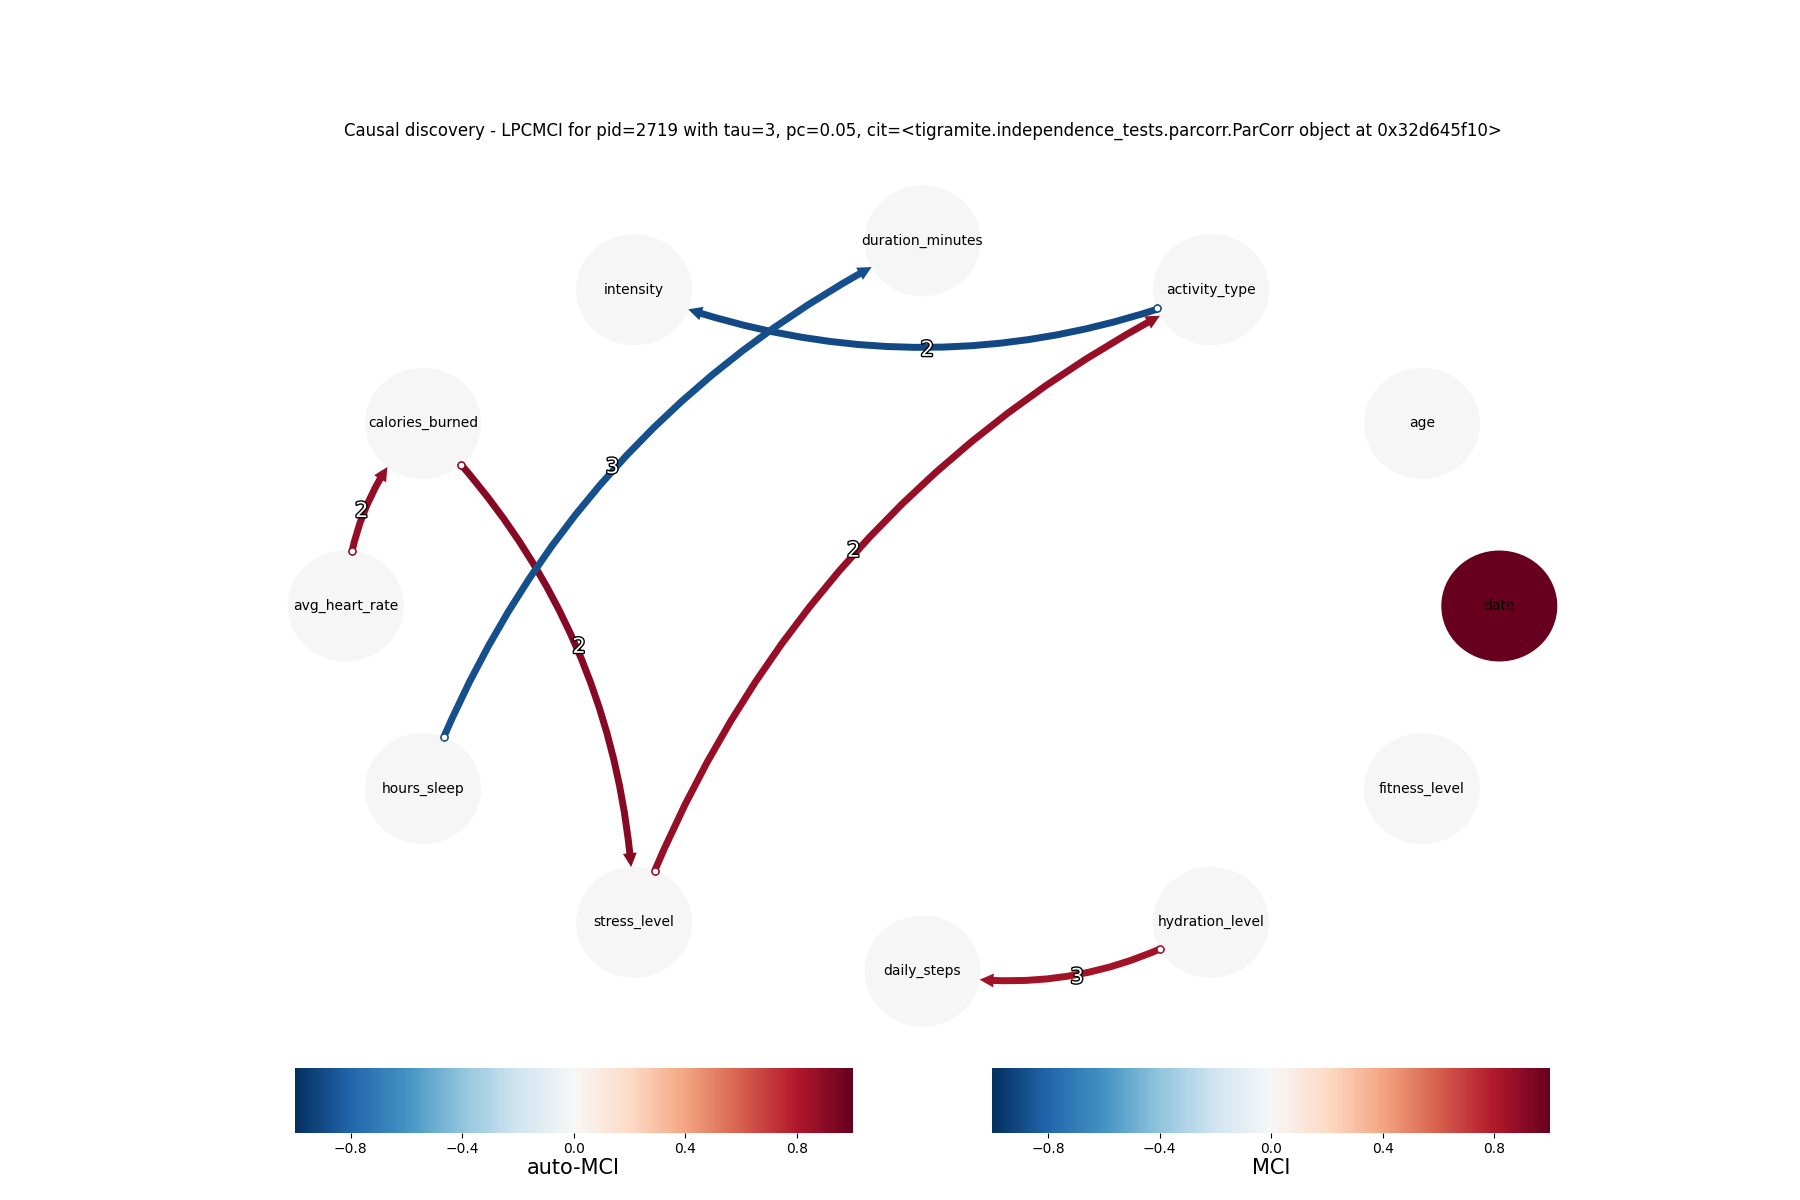 Causal discovery - LPCMCI for pid=2719 with tau=3, pc=0.05, cit=<tigramite.independence_tests.parcorr.ParCorr object at 0x32d645f10>
duration_minutes
intensity
activity_type
2
calories_burned
age
3
2
2
avg_heart_rate
date
2
hours_sleep
fitness_level
stress_level
hydration_level
daily_steps
3
−0.8 −0.4 0.0 0.4 0.8
auto-MCI
−0.8 −0.4 0.0 0.4 0.8
MCI